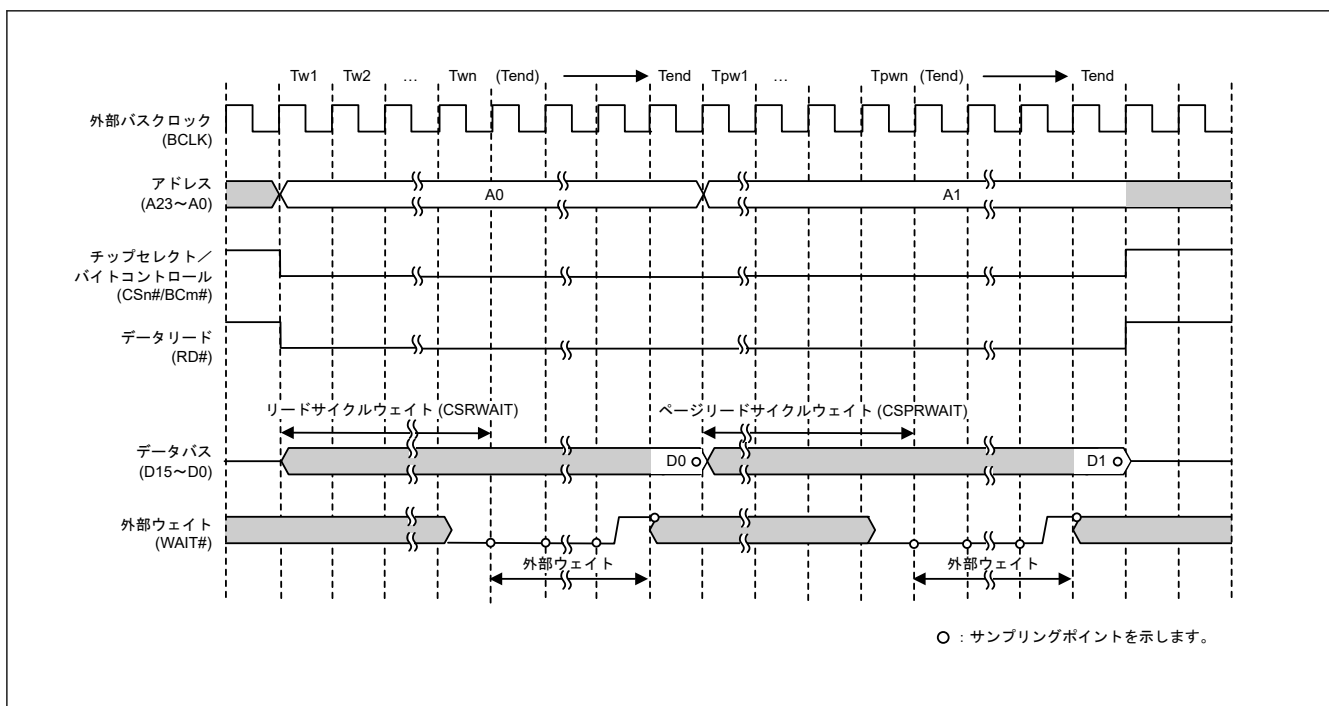 Tw1 Tw2 … Twn (Tend) Tend Tpw1 … Tpwn (Tend) Tend
外部バスクロック
(BCLK)
アドレス
(A23～A0)
A0 A1
チップセレクト／
バイトコントロール
(CSn#/BCm#)
データリード
(RD#)
リードサイクルウェイト (CSRWAIT) ページリードサイクルウェイト (CSPRWAIT)
データバス
(D15～D0)
D0 D1
外部ウェイト
(WAIT#)
外部ウェイト 外部ウェイト
：サンプリングポイントを示します。